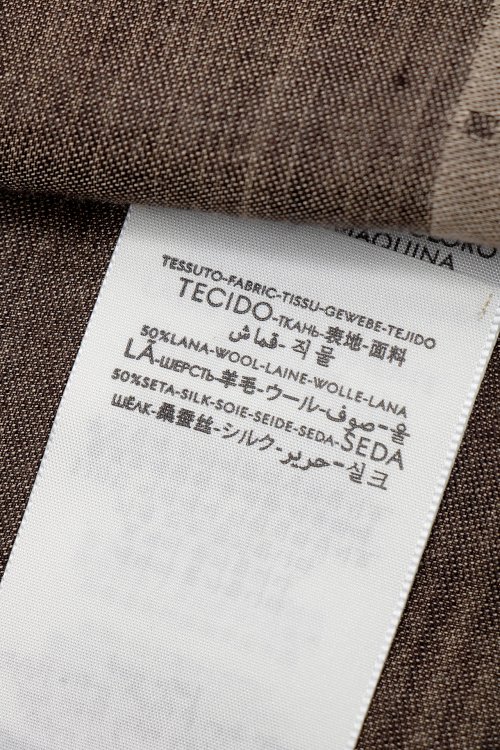 MAQUINA
TESSUTO-FABRIC-TISSU-GEWEBE-TEJIDO
TECIDO-ТКАНЬ-表地-面料
قماش-직물
50%LANA-WOOL-LAINE-WOLLE-LANA
LÃ-ШЕРСТЬ-羊毛-ウール-صوف-울
50%SETA-SILK-SOIE-SEIDE-SEDA-SEDA
ШЁЛК-桑蚕丝-シルク-حرير-실크